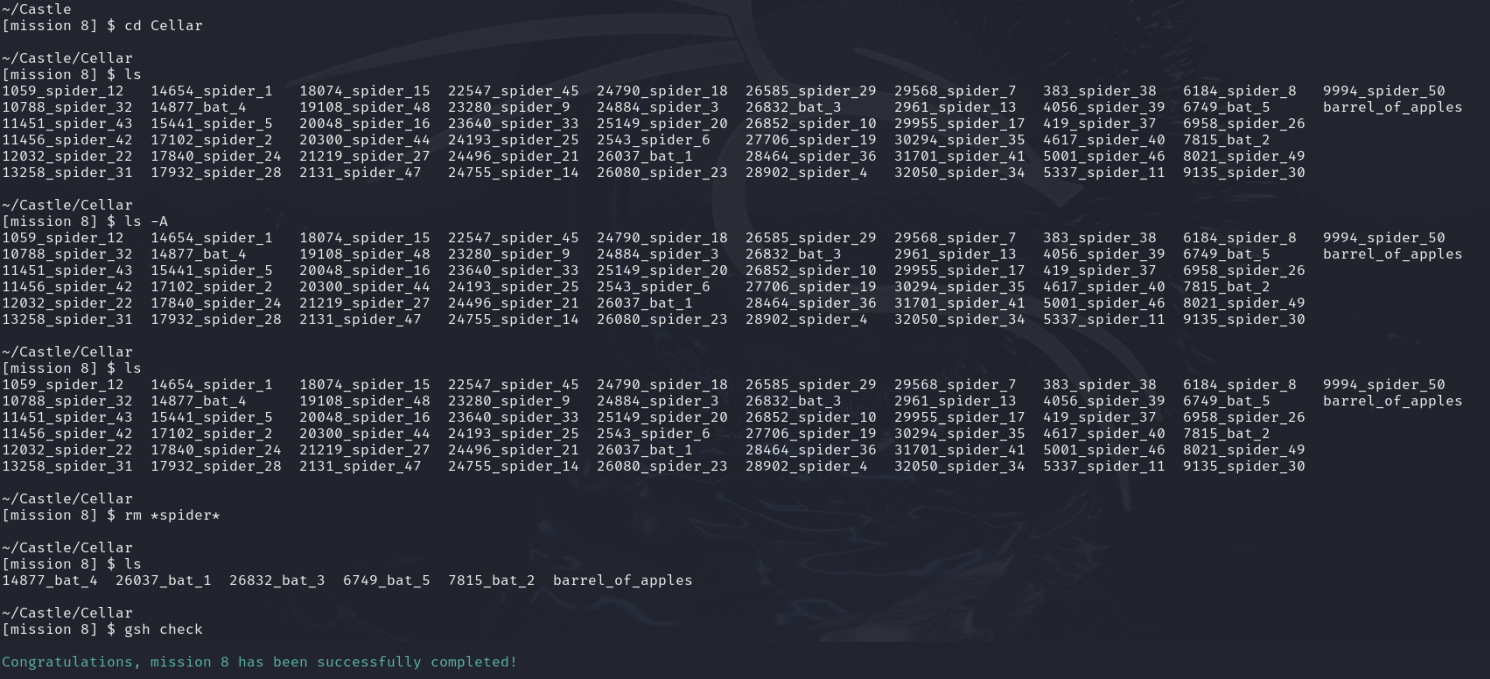 ~/Castle
[mission 8] $ cd Cellar
~/Castle/Cellar
[mission 8] $ ls
1059_spider_12 14654_spider_1 18074_spider_15 22547_spider_45 24790_spider_18 26585_spider_29 29568_spider_7 383_spider_38 6184_spider_8 9994_spider_50
10788_spider_32 14877_bat_4 19108_spider_48 23280_spider_9 24884_spider_3 26832_bat_3 2961_spider_13 4056_spider_39 6749_bat_5 barrel_of_apples
11451_spider_43 15441_spider_5 20048_spider_16 23640_spider_33 25149_spider_20 26852_spider_10 29955_spider_17 419_spider_37 6958_spider_26
11456_spider_42 17102_spider_2 20300_spider_44 24193_spider_25 2543_spider_6 27706_spider_19 30294_spider_35 4617_spider_40 7815_bat_2
12032_spider_22 17840_spider_24 21219_spider_27 24496_spider_21 26037_bat_1 28464_spider_36 31701_spider_41 5001_spider_46 8021_spider_49
13258_spider_31 17932_spider_28 2131_spider_47 24755_spider_14 26080_spider_23 28902_spider_4 32050_spider_34 5337_spider_11 9135_spider_30
~/Castle/Cellar
[mission 8] $ ls -A
1059_spider_12 14654_spider_1 18074_spider_15 22547_spider_45 24790_spider_18 26585_spider_29 29568_spider_7 383_spider_38 6184_spider_8 9994_spider_50
10788_spider_32 14877_bat_4 19108_spider_48 23280_spider_9 24884_spider_3 26832_bat_3 2961_spider_13 4056_spider_39 6749_bat_5 barrel_of_apples
11451_spider_43 15441_spider_5 20048_spider_16 23640_spider_33 25149_spider_20 26852_spider_10 29955_spider_17 419_spider_37 6958_spider_26
11456_spider_42 17102_spider_2 20300_spider_44 24193_spider_25 2543_spider_6 27706_spider_19 30294_spider_35 4617_spider_40 7815_bat_2
12032_spider_22 17840_spider_24 21219_spider_27 24496_spider_21 26037_bat_1 28464_spider_36 31701_spider_41 5001_spider_46 8021_spider_49
13258_spider_31 17932_spider_28 2131_spider_47 24755_spider_14 26080_spider_23 28902_spider_4 32050_spider_34 5337_spider_11 9135_spider_30
~/Castle/Cellar
[mission 8] $ ls
1059_spider_12 14654_spider_1 18074_spider_15 22547_spider_45 24790_spider_18 26585_spider_29 29568_spider_7 383_spider_38 6184_spider_8 9994_spider_50
10788_spider_32 14877_bat_4 19108_spider_48 23280_spider_9 24884_spider_3 26832_bat_3 2961_spider_13 4056_spider_39 6749_bat_5 barrel_of_apples
11451_spider_43 15441_spider_5 20048_spider_16 23640_spider_33 25149_spider_20 26852_spider_10 29955_spider_17 419_spider_37 6958_spider_26
11456_spider_42 17102_spider_2 20300_spider_44 24193_spider_25 2543_spider_6 27706_spider_19 30294_spider_35 4617_spider_40 7815_bat_2
12032_spider_22 17840_spider_24 21219_spider_27 24496_spider_21 26037_bat_1 28464_spider_36 31701_spider_41 5001_spider_46 8021_spider_49
13258_spider_31 17932_spider_28 2131_spider_47 24755_spider_14 26080_spider_23 28902_spider_4 32050_spider_34 5337_spider_11 9135_spider_30
~/Castle/Cellar
[mission 8] $ rm *spider*
~/Castle/Cellar
[mission 8] $ ls
14877_bat_4 26037_bat_1 26832_bat_3 6749_bat_5 7815_bat_2 barrel_of_apples
~/Castle/Cellar
[mission 8] $ gsh check
Congratulations, mission 8 has been successfully completed!